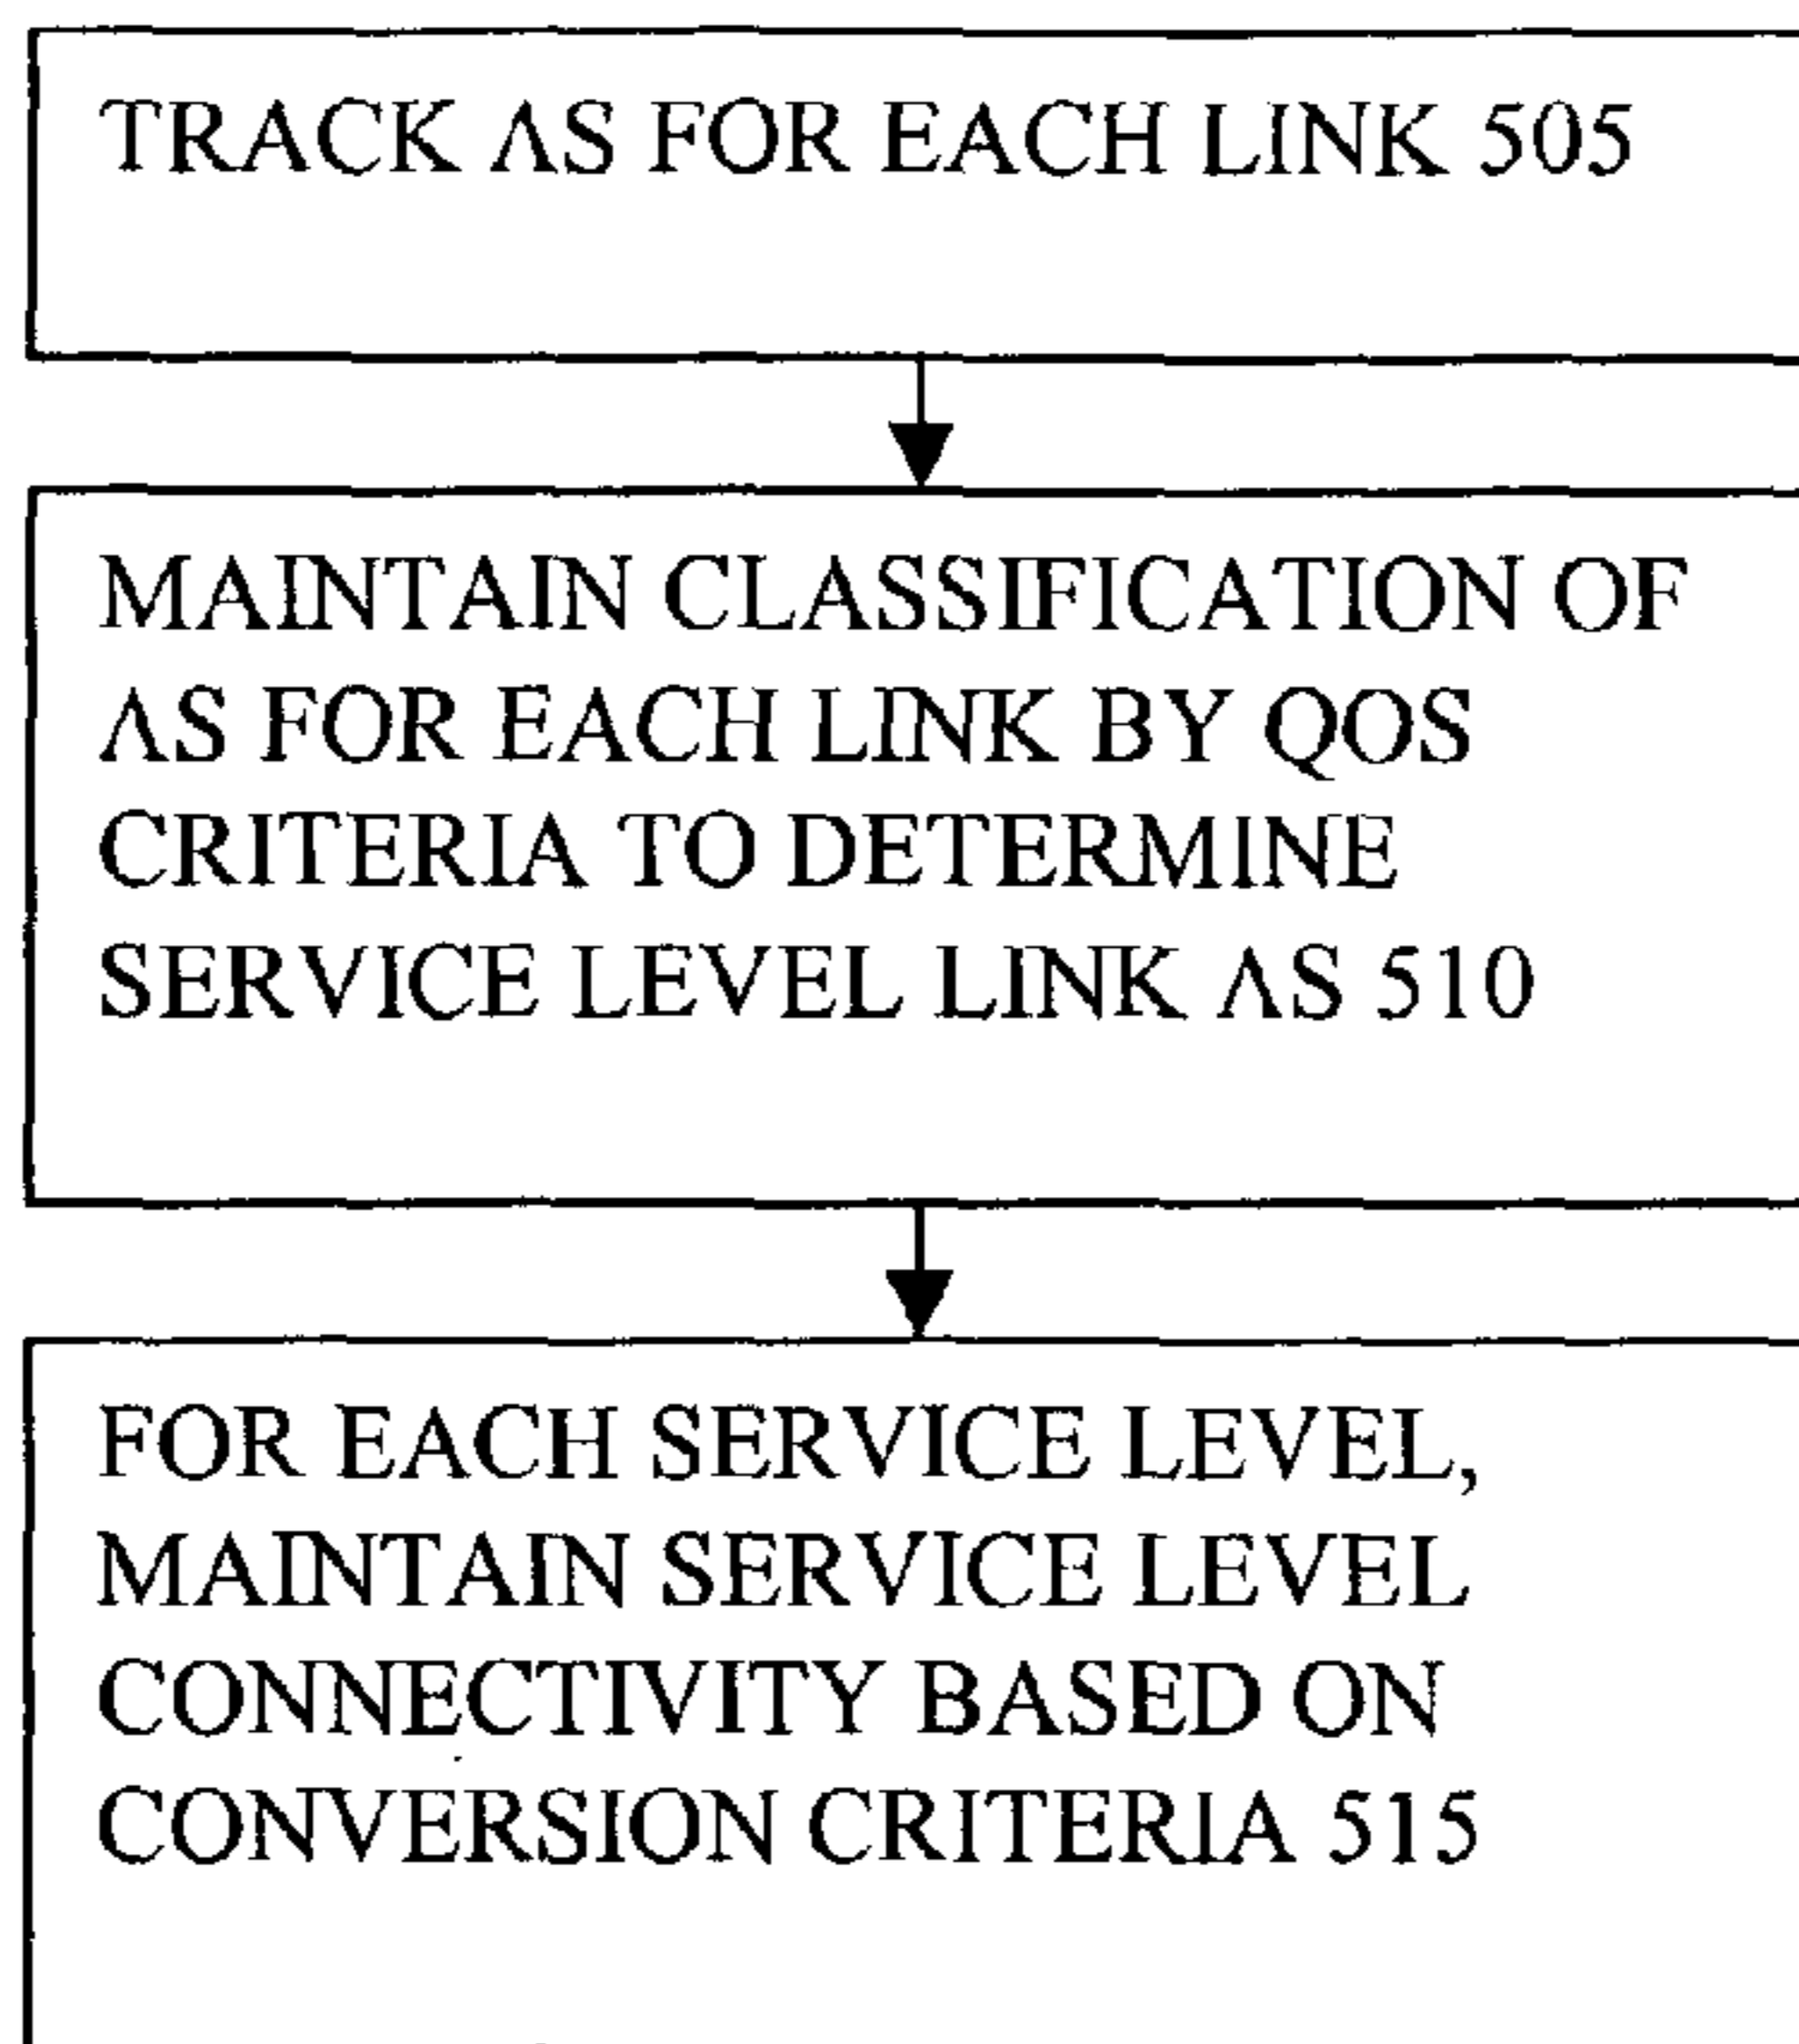 TRACK ΛS FOR EACH LINK 505
MAINTAIN CLASSIFICATION OF
ΛS FOR EACH LINK BY QOS
CRITERIA TO DETERMINE
SERVICE LEVEL LINK ΛS 510
FOR EACH SERVICE LEVEL,
MAINTAIN SERVICE LEVEL
CONNECTIVITY BASED ON
CONVERSION CRITERIA 515